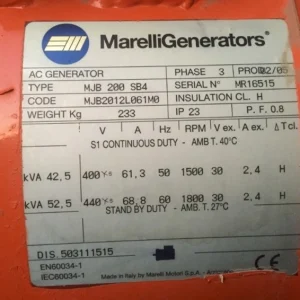 MarelliGenerators®
AC GENERATOR PHASE 3 PROD 02/05
TYPE MJB 200 SB4 SERIAL N° MR16515
CODE MJB2012L061M0 INSULATION CL. H
WEIGHT Kg 233 IP 23 P.F. 0.8
V A Hz RPM V ex. A ex. ΔT cl.
S1 CONTINUOUS DUTY - AMB T. 40°C
kVA 42,5 400 61,3 50 1500 30 2,4 H
kVA 52,5 440 68,8 60 1800 30 2,4 H
STAND BY DUTY - AMB T. 27°C
DIS. 503111515
EN60034-1
IEC60034-1
Made in Italy by Marelli Motori S.p.A. -